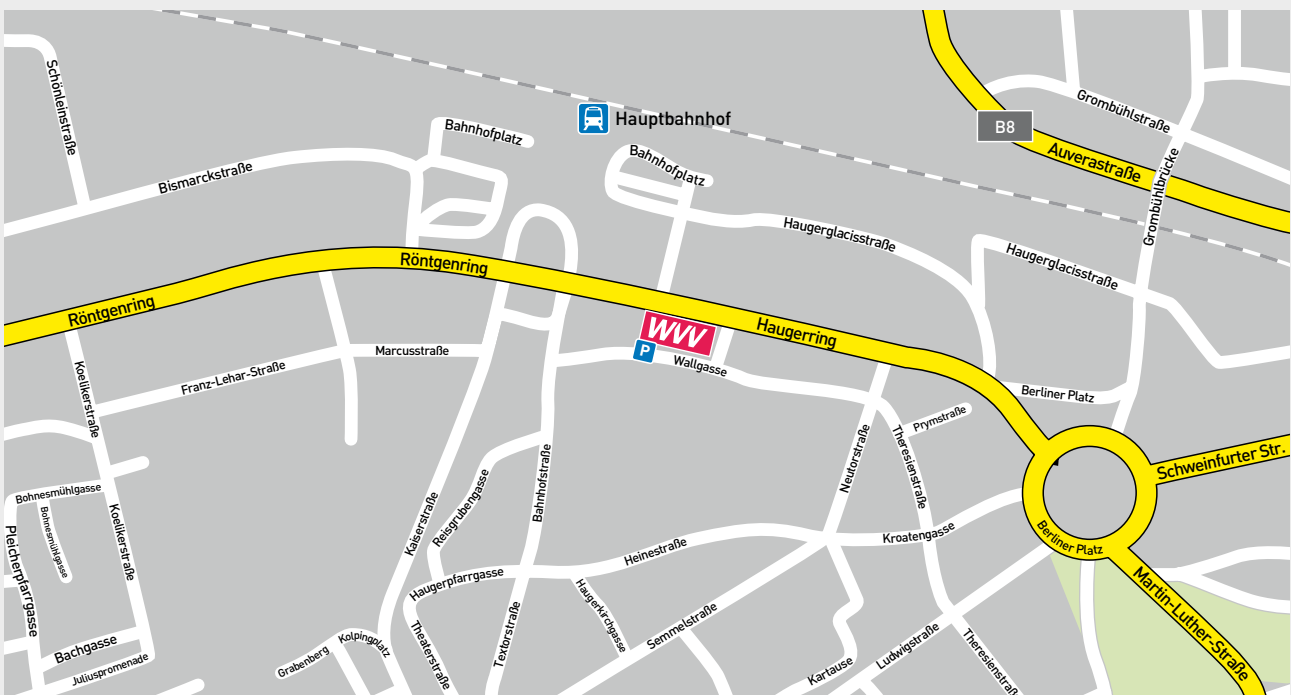 Schönleinstraße
Bahnhofplatz
Hauptbahnhof
Bahnhofplatz
B8
Grombühlstraße
Auverastraße
Grombühlbrücke
Bismarckstraße
Haugerglacisstraße
Haugerglacisstraße
Röntgenring
Röntgenring
WVV
Haugerring
P
Marcusstraße
Wallgasse
Franz-Lehar-Straße
Koelikerstraße
Berliner Platz
Prymstraße
Theresienstraße
Neutorstraße
Schweinfurter Str.
Bohnesmühlgasse
Bohnesmühlgasse
Koelikerstraße
Pleicherpfarrgasse
Kaiserstraße
Reisgrubengasse
Bahnhofstraße
Kroatengasse
Berliner Platz
Heinestraße
Haugerpfarrgasse
Haugerkirchgasse
Martin-Luther-Straße
Semmelstraße
Theaterstraße
Textorstraße
Kolpingplatz
Grabenberg
Bachgasse
Juliuspromenade
Ludwigstraße
Theresienstraße
Kartause